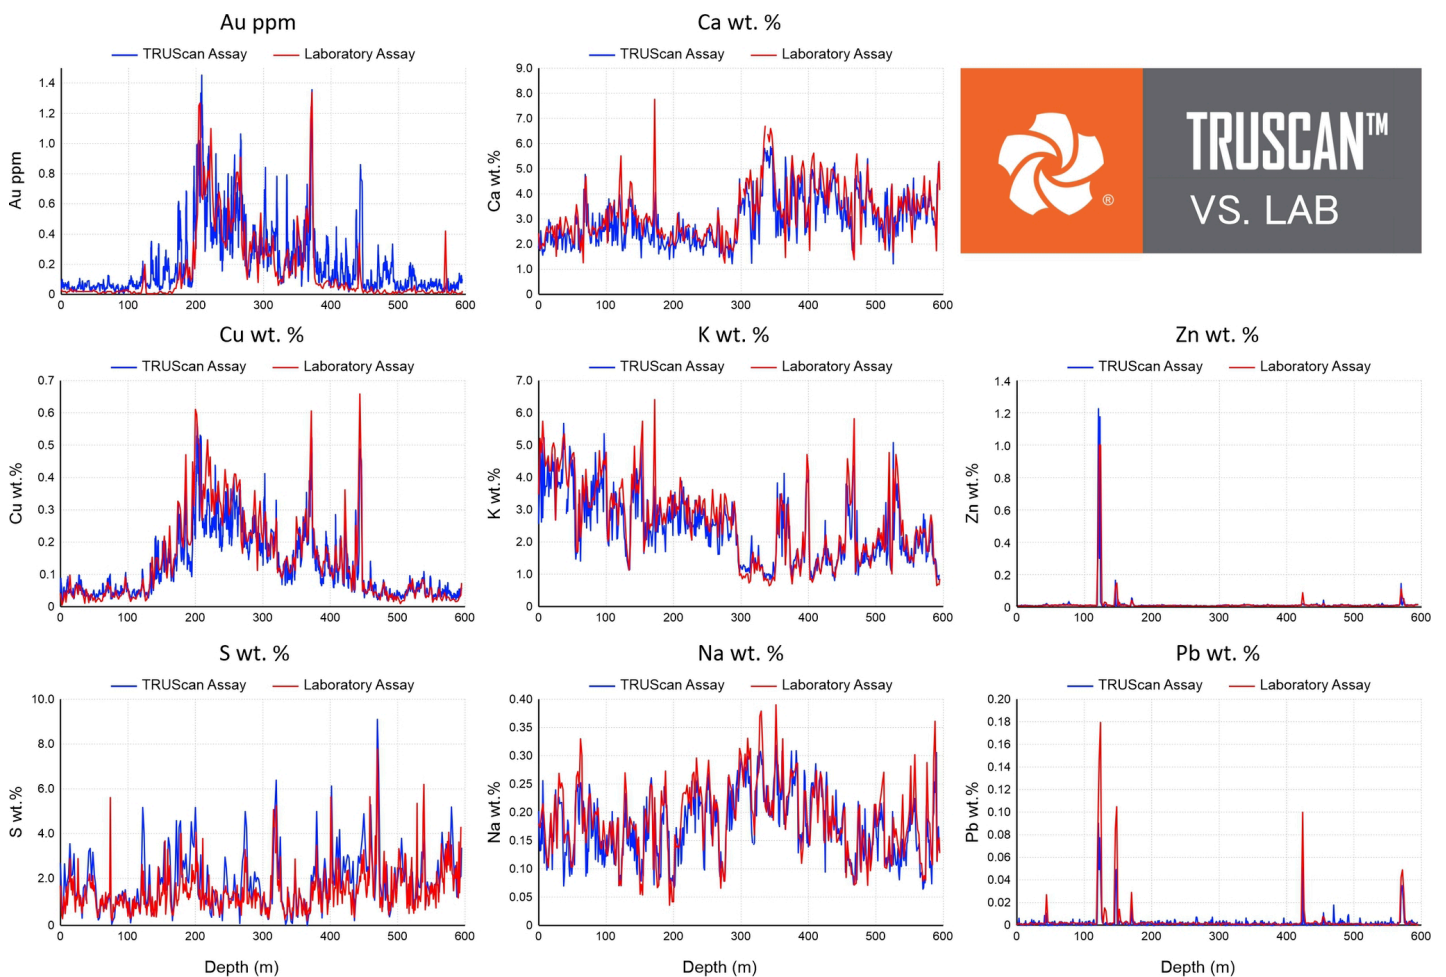 Au ppm
TRUScan Assay
Laboratory Assay
1.4
1.2
1.0
0.8
0.6
0.4
0.2
0
Au ppm
0 100 200 300 400 500 600
Ca wt. %
TRUScan Assay
Laboratory Assay
9.0
8.0
7.0
6.0
5.0
4.0
3.0
2.0
1.0
0
Ca wt.%
0 100 200 300 400 500 600
®
TRUSCAN™
VS. LAB
Cu wt. %
TRUScan Assay
Laboratory Assay
0.7
0.6
0.5
0.4
0.3
0.2
0.1
0
Cu wt.%
0 100 200 300 400 500 600
K wt. %
TRUScan Assay
Laboratory Assay
7.0
6.0
5.0
4.0
3.0
2.0
1.0
0
K wt.%
0 100 200 300 400 500 600
Zn wt. %
TRUScan Assay
Laboratory Assay
1.4
1.2
1.0
0.8
0.6
0.4
0.2
0
Zn wt.%
0 100 200 300 400 500 600
S wt. %
TRUScan Assay
Laboratory Assay
10.0
8.0
6.0
4.0
2.0
0
S wt.%
0 100 200 300 400 500 600
Depth (m)
Na wt. %
TRUScan Assay
Laboratory Assay
0.40
0.35
0.30
0.25
0.20
0.15
0.10
0.05
0
Na wt.%
0 100 200 300 400 500 600
Depth (m)
Pb wt. %
TRUScan Assay
Laboratory Assay
0.20
0.18
0.16
0.14
0.12
0.10
0.08
0.06
0.04
0.02
0
Pb wt.%
0 100 200 300 400 500 600
Depth (m)